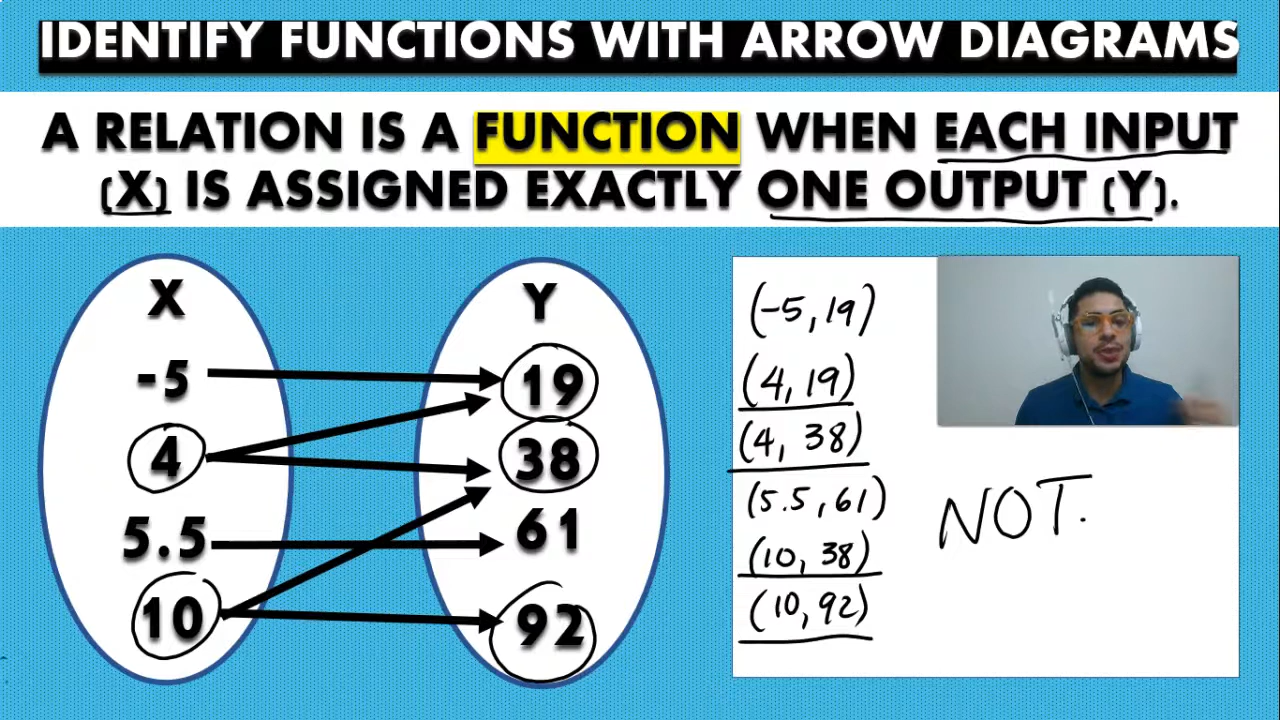 IDENTIFY FUNCTIONS WITH ARROW DIAGRAMS
A RELATION IS A FUNCTION WHEN EACH INPUT
(X) IS ASSIGNED EXACTLY ONE OUTPUT (Y).
X
-5
4
5.5
10
Y
19
38
61
92
(-5, 19)
(4, 19)
(4, 38)
(5.5, 61)
(10, 38)
(10, 92)
NOT.